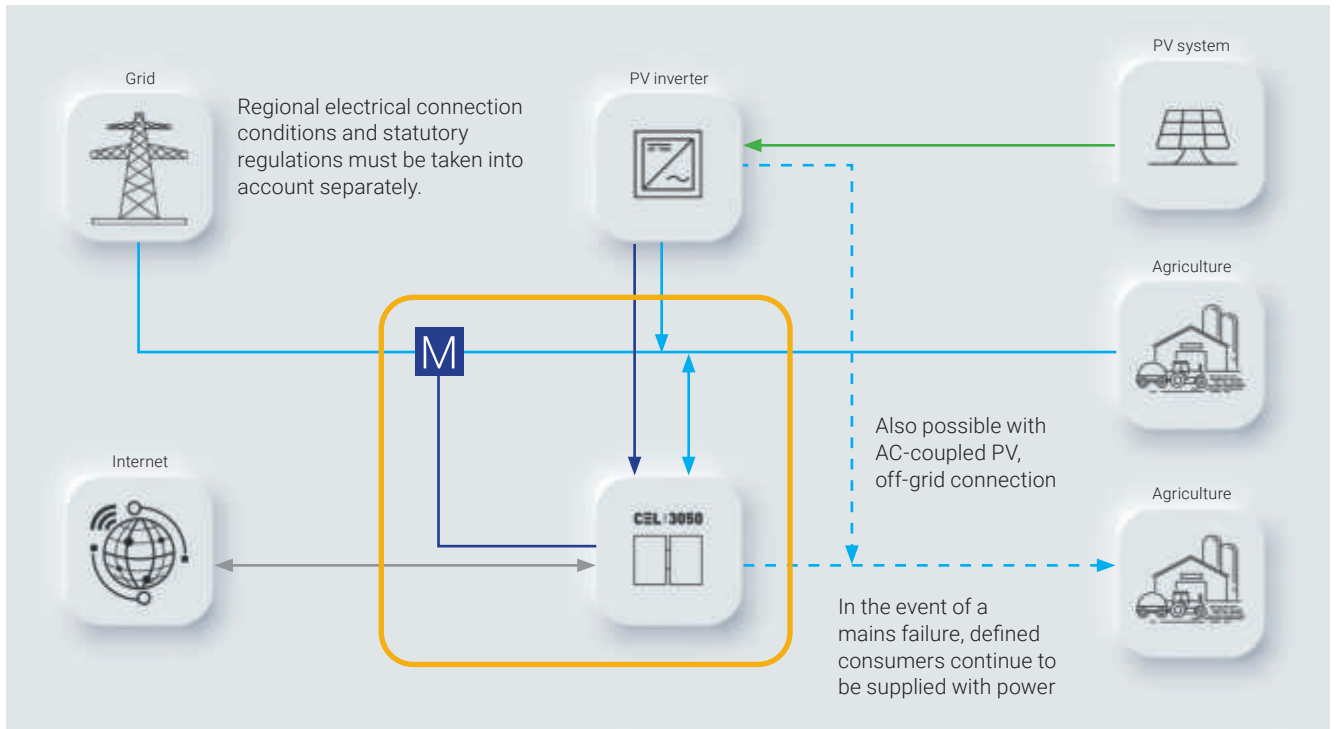 PV system
Grid
PV inverter
Regional electrical connection
conditions and statutory
regulations must be taken into
account separately.
Agriculture
M
Also possible with
AC-coupled PV,
off-grid connection
Internet
Agriculture
CEL 3050
In the event of a
mains failure, defined
consumers continue to
be supplied with power